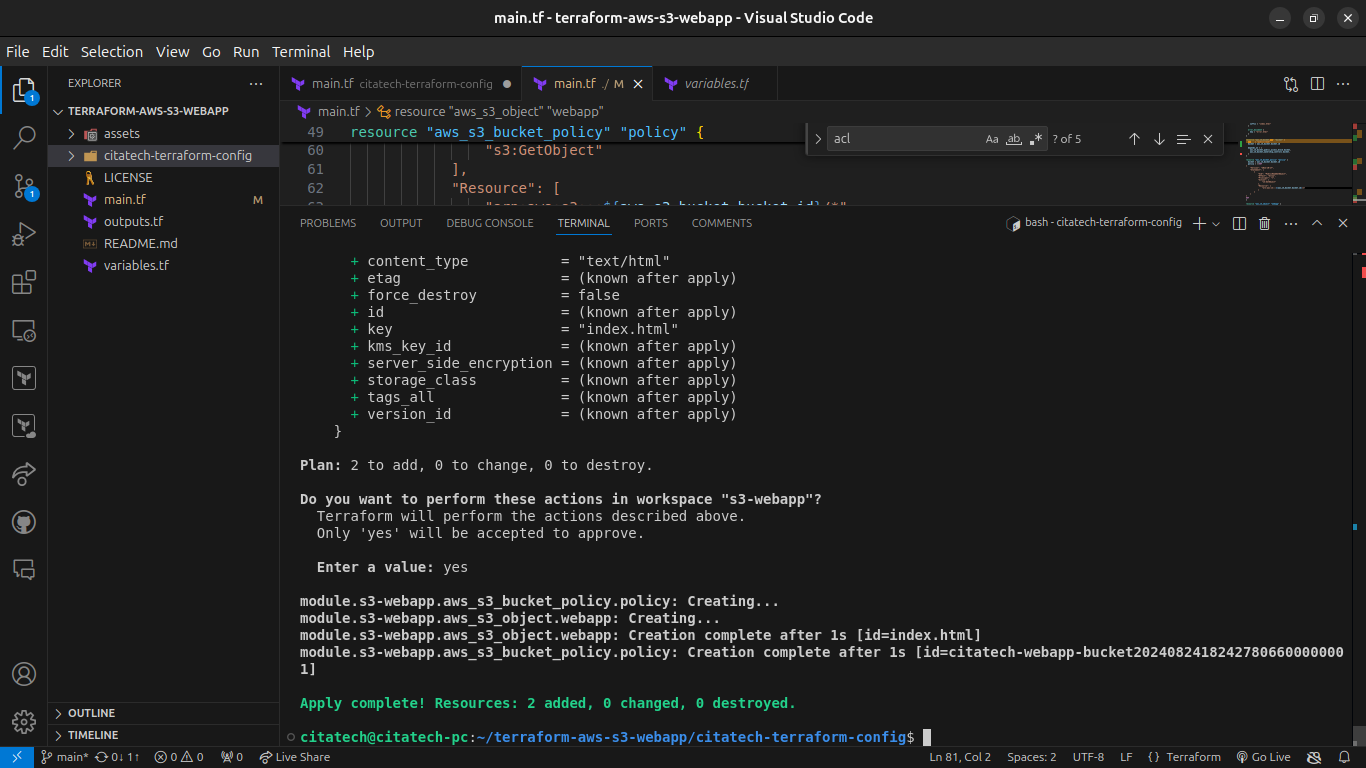 main.tf - terraform-aws-s3-webapp - Visual Studio Code
File Edit Selection View Go Run Terminal Help
EXPLORER
TERRAFORM-AWS-S3-WEBAPP
assets
citatech-terraform-config
LICENSE
main.tf M
outputs.tf
README.md
variables.tf
OUTLINE
TIMELINE
1
1
main.tf citatech-terraform-config
main.tf ./ M
variables.tf
main.tf > resource "aws_s3_object" "webapp"
49 resource "aws_s3_bucket_policy" "policy" {
60 "s3:GetObject"
61 ],
62 "Resource": [
acl Aa ab ? of 5
PROBLEMS OUTPUT DEBUG CONSOLE TERMINAL PORTS COMMENTS
bash - citatech-terraform-config
+ content_type = "text/html"
+ etag = (known after apply)
+ force_destroy = false
+ id = (known after apply)
+ key = "index.html"
+ kms_key_id = (known after apply)
+ server_side_encryption = (known after apply)
+ storage_class = (known after apply)
+ tags_all = (known after apply)
+ version_id = (known after apply)
}
Plan: 2 to add, 0 to change, 0 to destroy.
Do you want to perform these actions in workspace "s3-webapp"?
Terraform will perform the actions described above.
Only 'yes' will be accepted to approve.
Enter a value: yes
module.s3-webapp.aws_s3_bucket_policy.policy: Creating...
module.s3-webapp.aws_s3_object.webapp: Creating...
module.s3-webapp.aws_s3_object.webapp: Creation complete after 1s [id=index.html]
module.s3-webapp.aws_s3_bucket_policy.policy: Creation complete after 1s [id=citatech-webapp-bucket2024082418242780660000000
1]
Apply complete! Resources: 2 added, 0 changed, 0 destroyed.
citatech@citatech-pc:~/terraform-aws-s3-webapp/citatech-terraform-config$
main* 0↓ 1↑ 0 0 0 Live Share Ln 81, Col 2 Spaces: 2 UTF-8 LF { } Terraform Go Live